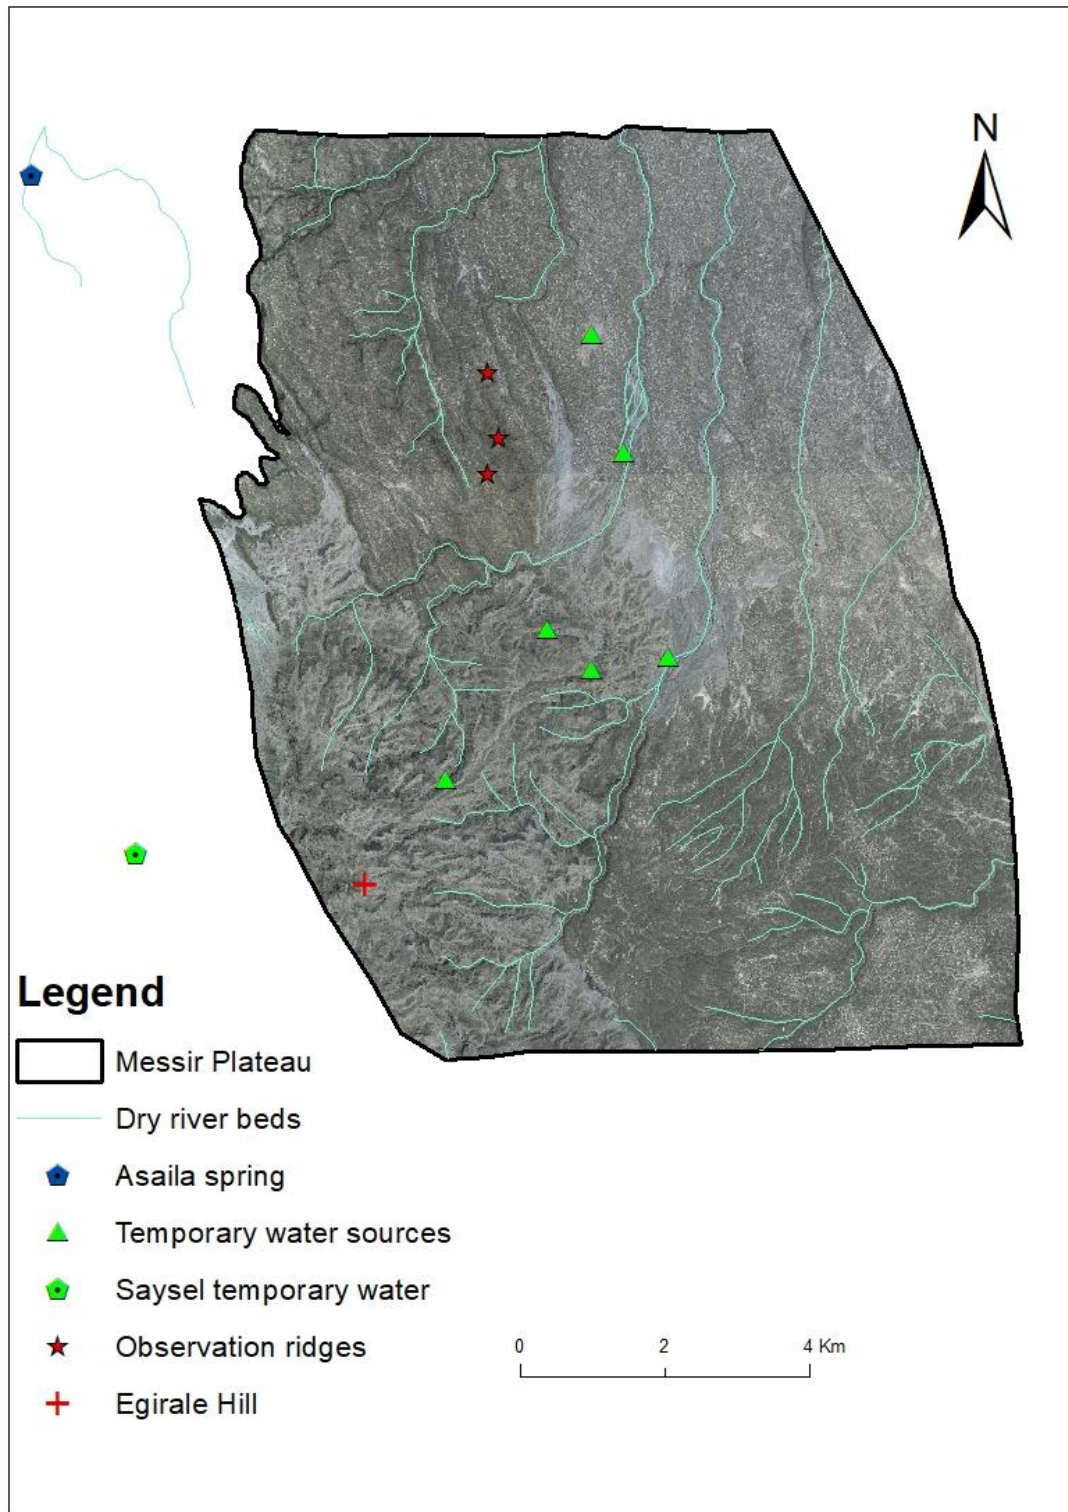 N
Legend
Messir Plateau
Dry river beds
Asaila spring
Temporary water sources
Saysel temporary water
Observation ridges
Egirale Hill
0 2 4 Km